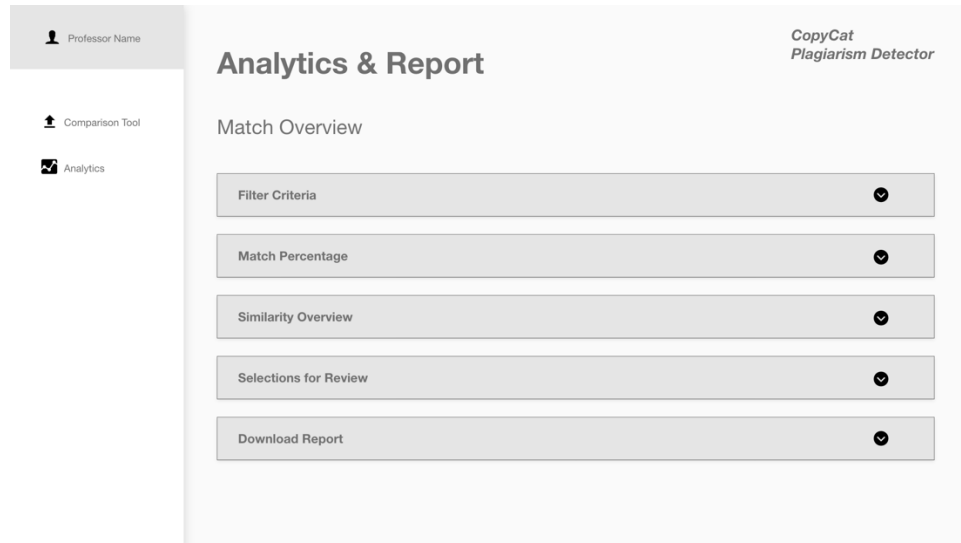 Professor Name
CopyCat
Plagiarism Detector
Analytics & Report
Comparison Tool
Match Overview
Analytics
Filter Criteria
Match Percentage
Similarity Overview
Selections for Review
Download Report